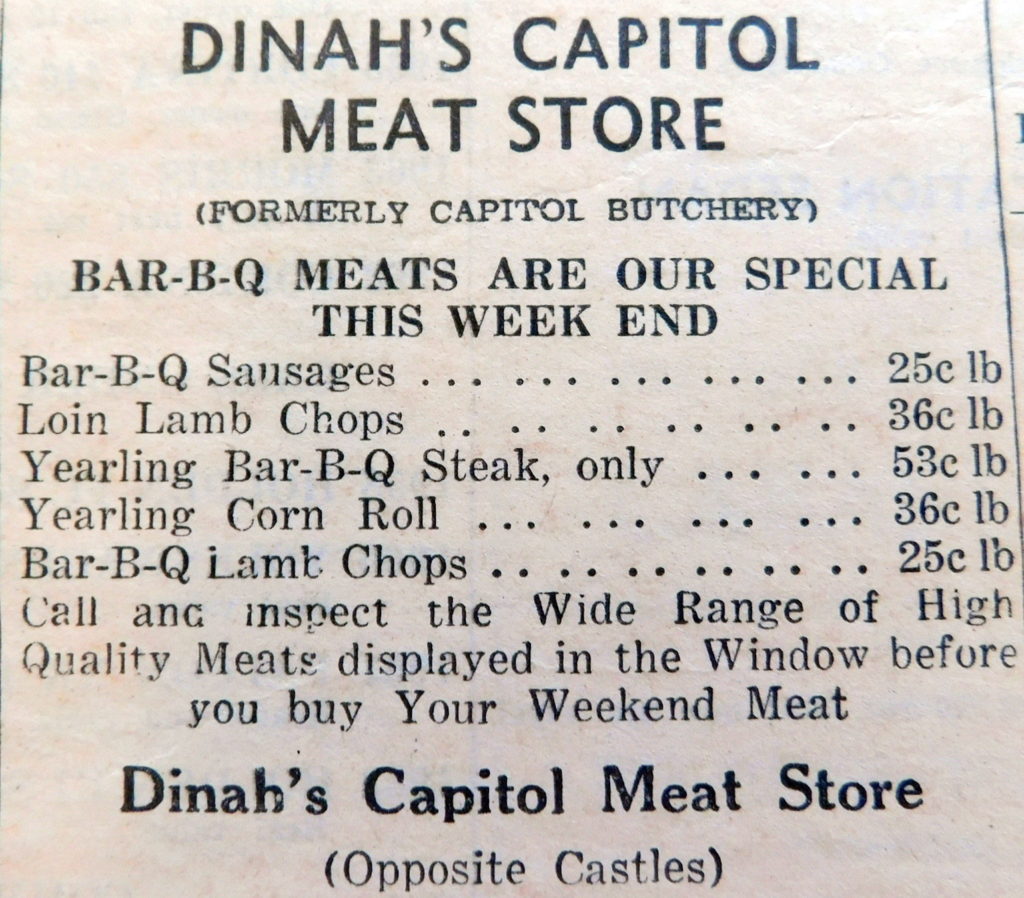 DINAH'S CAPITOL
MEAT STORE
(FORMERLY CAPITOL BUTCHERY)
BAR-B-Q MEATS ARE OUR SPECIAL
THIS WEEK END
Bar-B-Q Sausages ... ... ... ... ... 25c lb
Loin Lamb Chops .. .. .. .. .. .. .. 36c lb
Yearling Bar-B-Q Steak, only ... ... 53c lb
Yearling Corn Roll ... ... ... ... 36c lb
Bar-B-Q Lamb Chops .. .. .. .. .. .. 25c lb
Call and inspect the Wide Range of High
Quality Meats displayed in the Window before
you buy Your Weekend Meat
Dinah's Capitol Meat Store
(Opposite Castles)